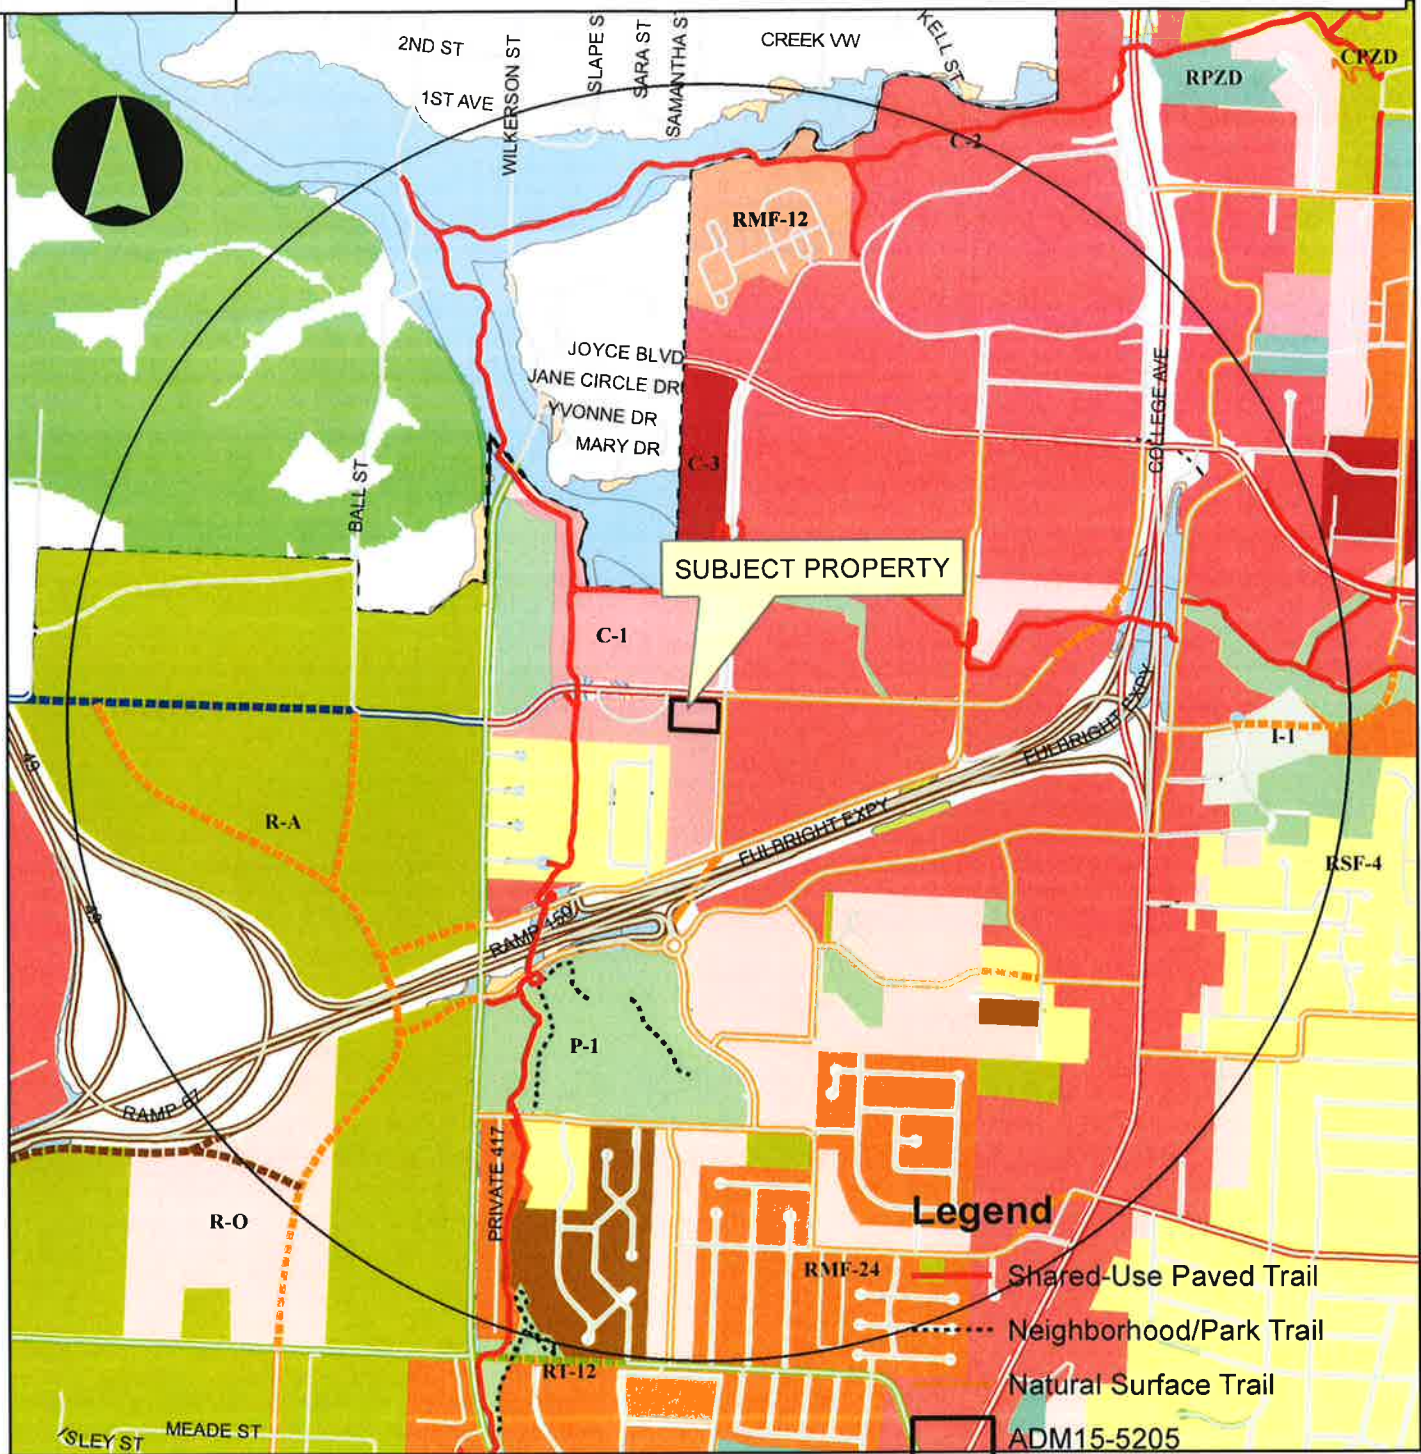 2ND ST
1ST AVE
WILKERSON ST
SLAPE S
SARA ST
SAMANTHA S
CREEK VW
KELL ST
C-2
RPZD
CPZD
RMF-12
JOYCE BLVD
JANE CIRCLE DR
YVONNE DR
MARY DR
C-3
COLLEGE AVE
BALL ST
SUBJECT PROPERTY
C-1
FULBRIGHT EXPY
I-1
49
R-A
FULBRIGHT EXPY
RSF-4
49
RAMP 159
P-1
RAMP 67
PRIVATE 417
R-O
Legend
RMF-24
Shared-Use Paved Trail
Neighborhood/Park Trail
RT-12
Natural Surface Trail
MEADE ST
ADM15-5205